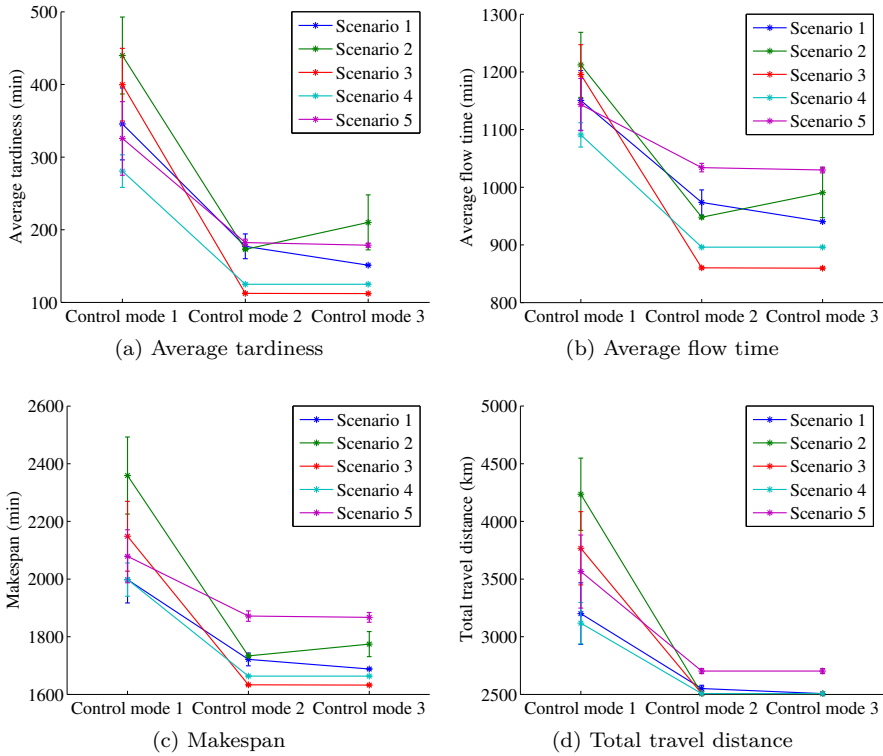 500
400
300
200
100
Average tardiness (min)
Control mode 1 Control mode 2 Control mode 3
Scenario 1
Scenario 2
Scenario 3
Scenario 4
Scenario 5
(a) Average tardiness
1300
1200
1100
1000
900
800
Average flow time (min)
Control mode 1 Control mode 2 Control mode 3
Scenario 1
Scenario 2
Scenario 3
Scenario 4
Scenario 5
(b) Average flow time
2600
2400
2200
2000
1800
1600
Makespan (min)
Control mode 1 Control mode 2 Control mode 3
Scenario 1
Scenario 2
Scenario 3
Scenario 4
Scenario 5
(c) Makespan
5000
4500
4000
3500
3000
2500
Total travel distance (km)
Control mode 1 Control mode 2 Control mode 3
Scenario 1
Scenario 2
Scenario 3
Scenario 4
Scenario 5
(d) Total travel distance